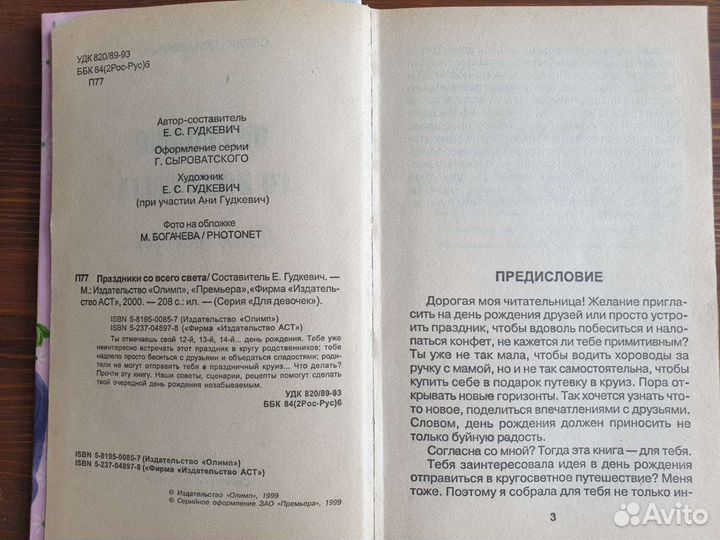 УДК 820/89-93
ББК 84(2Рос-Рус)6
П77
Автор-составитель
Е. С. ГУДКЕВИЧ
Оформление серии
Г. СЫРОВАТСКОГО
Художник
Е. С. ГУДКЕВИЧ
(при участии Ани Гудкевич)
Фото на обложке
М. БОГАЧЕВА / PHOTONET
П77 Праздники со всего света/ Составитель Е. Гудкевич. —
М.: Издательство «Олимп», «Премьера», «Фирма «Издатель-
ство АСТ», 2000. — 208 с.: ил. — (Серия «Для девочек»).
ISBN 5-8195-0085-7 (Издательство «Олимп»)
ISBN 5-237-04897-8 («Фирма «Издательство АСТ»)
Ты отмечаешь свой 12-й, 13-й, 14-й... день рождения. Тебе уже
неинтересно встречать этот праздник в кругу родственников; тебе
надоело просто беситься с друзьями и объедаться сладостями; роди-
тели не могут отправить тебя в праздничный круиз... Что делать?
Прочти эту книгу. Наши советы, сценарии, рецепты помогут сделать
твой очередной день рождения незабываемым.
УДК 820/89-93
ББК 84(2Рос-Рус)6
ISBN 5-8195-0085-7 (Издательство «Олимп»)
ISBN 5-237-04897-8 («Фирма «Издательство АСТ»)
© Издательство «Олимп», 1999
© Серийное оформление ЗАО «Премьера», 1999
ПРЕДИСЛОВИЕ
Дорогая моя читательница! Желание пригла-
сить на день рождения друзей или просто устро-
ить праздник, чтобы вдоволь побеситься и нало-
паться конфет, не кажется ли тебе примитивным?
Ты уже не так мала, чтобы водить хороводы за
ручку с мамой, но и не так самостоятельна, чтобы
купить себе в подарок путевку в круиз. Пора от-
крывать новые горизонты. Так хочется узнать что-
то новое, поделиться впечатлениями с друзьями.
Словом, день рождения должен приносить
не только буйную радость.
Согласна со мной? Тогда эта книга — для тебя.
Тебя заинтересовала идея в день рождения
отправиться в кругосветное путешествие? Меня
тоже. Поэтому я собрала для тебя не только ин-
3
Avito